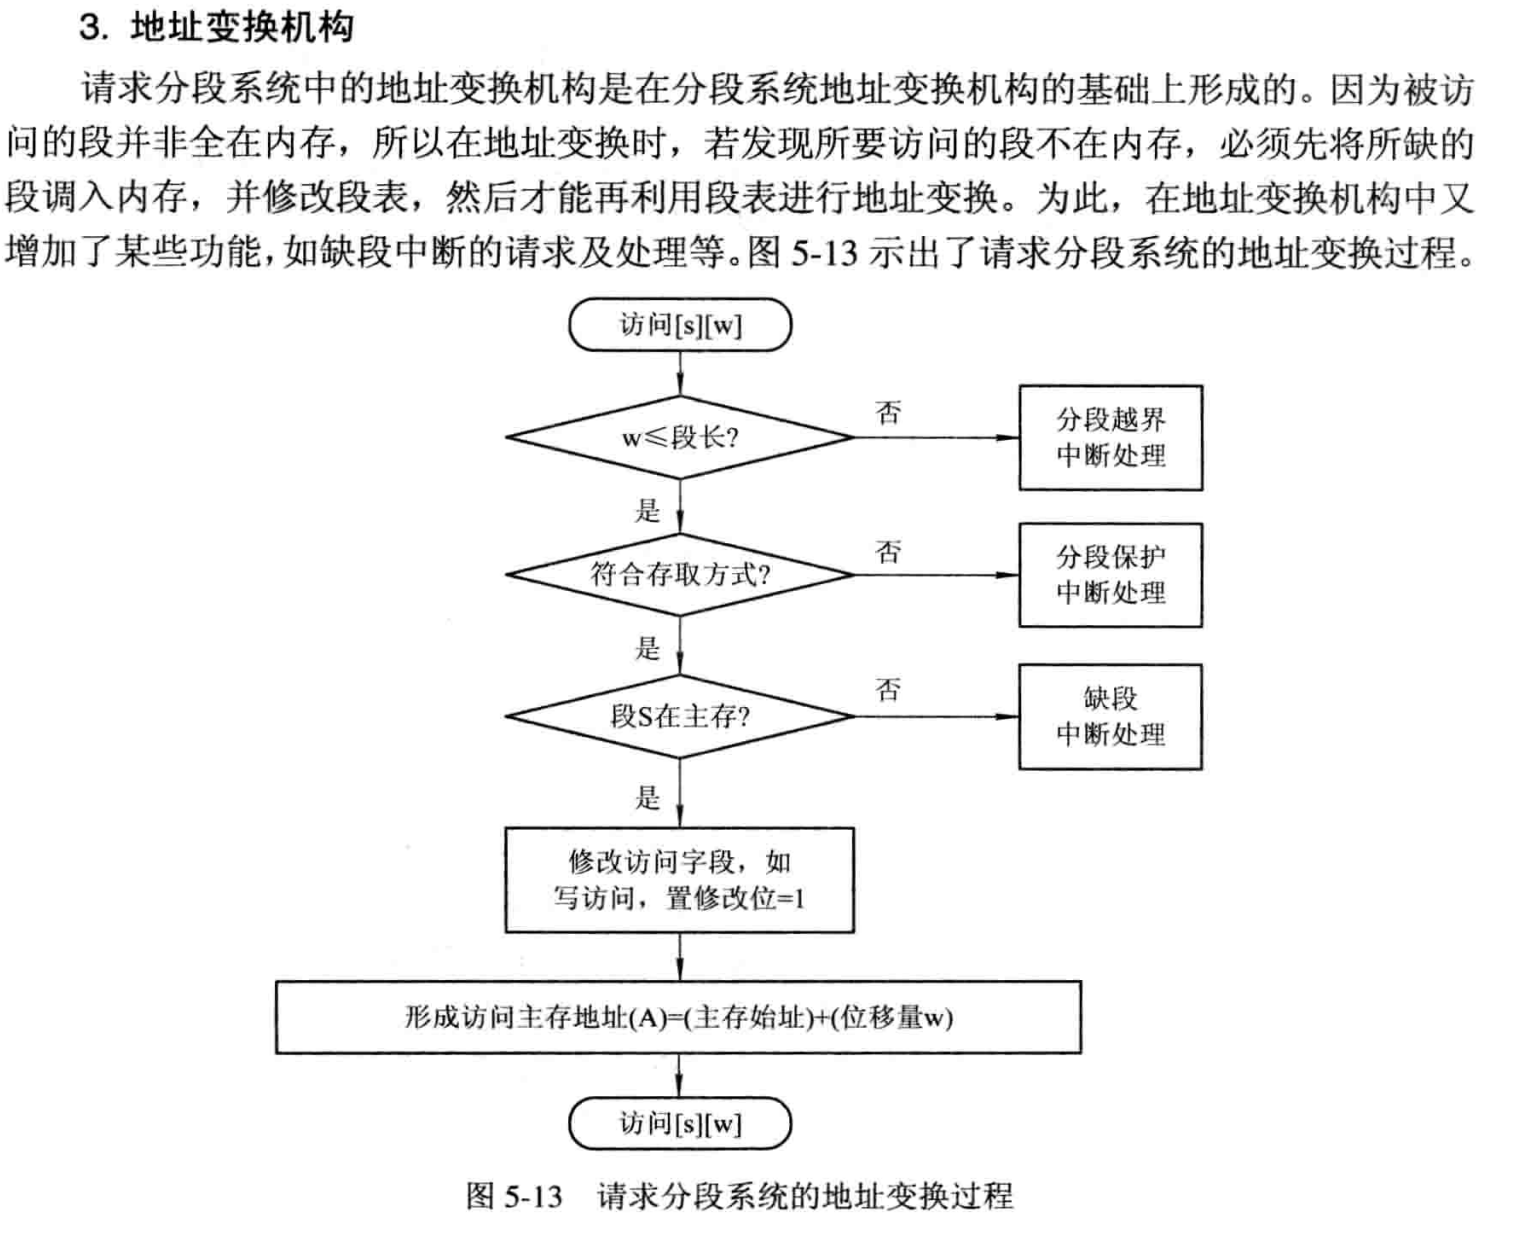 3. 地址变换机构
请求分段系统中的地址变换机构是在分段系统地址变换机构的基础上形成的。因为被访
问的段并非全在内存，所以在地址变换时，若发现所要访问的段不在内存，必须先将所缺的
段调入内存，并修改段表，然后才能再利用段表进行地址变换。为此，在地址变换机构中又
增加了某些功能，如缺段中断的请求及处理等。图 5-13 示出了请求分段系统的地址变换过程。
访问[s][w]
w≤段长?
否
分段越界
中断处理
是
符合存取方式?
否
分段保护
中断处理
是
段S在主存?
否
缺段
中断处理
是
修改访问字段，如
写访问，置修改位=1
形成访问主存地址(A)=(主存始址)+(位移量w)
访问[s][w]
图 5-13 请求分段系统的地址变换过程